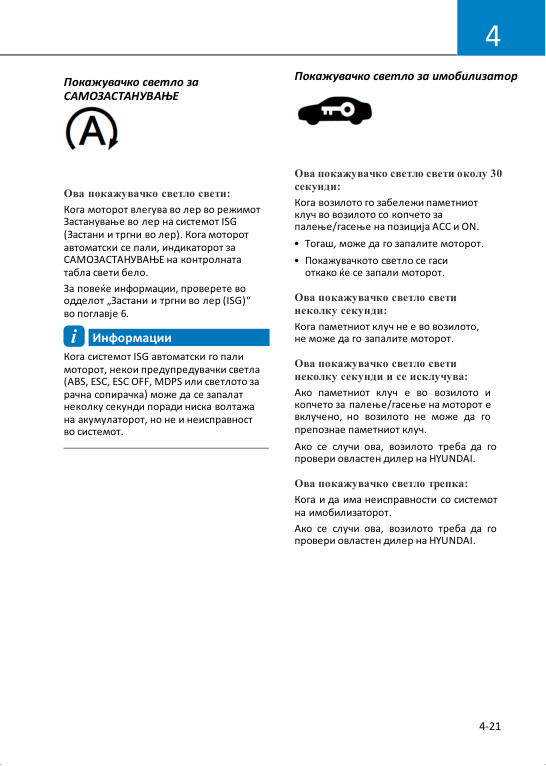 4
Покажувачко светло за
САМОЗАСТАНУВАЊЕ
A
Ова покажувачко светло свети:
Кога моторот влегува во лер во режимот
Застанување во лер на системот ISG
(Застани и тргни во лер). Кога моторот
автоматски се пали, индикаторот за
САМОЗАСТАНУВАЊЕ на контролната
табла свети бело.
За повеќе информации, проверете во
одделот „Застани и тргни во лер (ISG)“
во поглавје 6.
i Информации
Кога системот ISG автоматски го пали
моторот, некои предупредувачки светла
(ABS, ESC, ESC OFF, MDPS или светлото за
рачна сопирачка) може да се запалат
неколку секунди поради ниска волтажа
на акумулаторот, но не и неисправност
во системот.
Покажувачко светло за имобилизатор
Ова покажувачко светло свети околу 30
секунди:
Кога возилото го забележи паметниот
клуч во возилото со копчето за
палење/гасење на позиција ACC и ON.
• Тогаш, може да го запалите моторот.
• Покажувачкото светло се гаси
откако ќе се запали моторот.
Ова покажувачко светло свети
неколку секунди:
Кога паметниот клуч не е во возилото,
не може да го запалите моторот.
Ова покажувачко светло свети
неколку секунди и се исклучува:
Ако паметниот клуч е во возилото и
копчето за палење/гасење на моторот е
вклучено, но возилото не може да го
препознае паметниот клуч.
Ако се случи ова, возилото треба да го
провери овластен дилер на HYUNDAI.
Ова покажувачко светло трепка:
Кога и да има неисправности со системот
на имобилизаторот.
Ако се случи ова, возилото треба да го
провери овластен дилер на HYUNDAI.
4-21